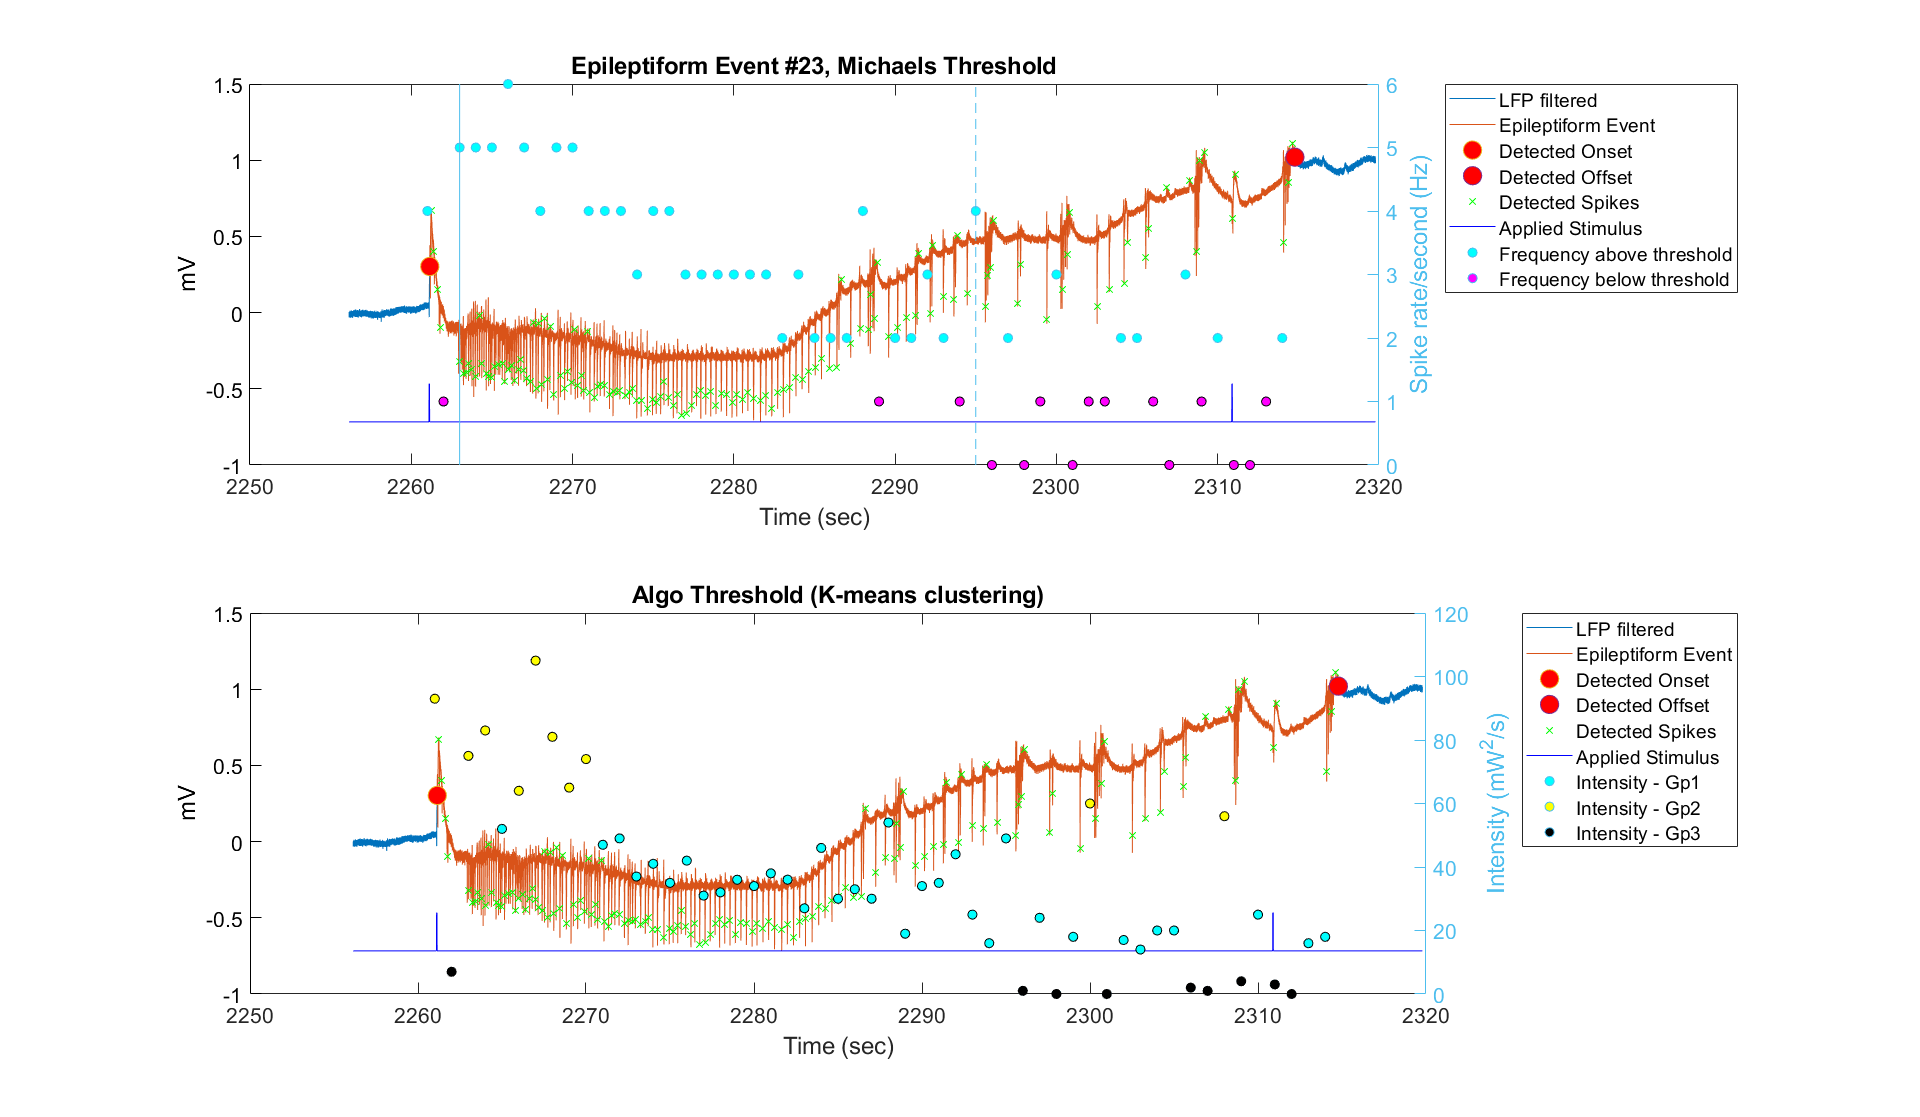 Epileptiform Event #23, Michaels Threshold
1.5
1
0.5
0
-0.5
-1
mV
2250
2260
2270
2280
2290
2300
2310
2320
Time (sec)
6
5
4
3
2
1
0
Spike rate/second (Hz)
LFP filtered
Epileptiform Event
Detected Onset
Detected Offset
Detected Spikes
Applied Stimulus
Frequency above threshold
Frequency below threshold
Algo Threshold (K-means clustering)
1.5
1
0.5
0
-0.5
-1
mV
2250
2260
2270
2280
2290
2300
2310
2320
Time (sec)
120
100
80
60
40
20
0
Intensity (mW²/s)
LFP filtered
Epileptiform Event
Detected Onset
Detected Offset
Detected Spikes
Applied Stimulus
Intensity - Gp1
Intensity - Gp2
Intensity - Gp3